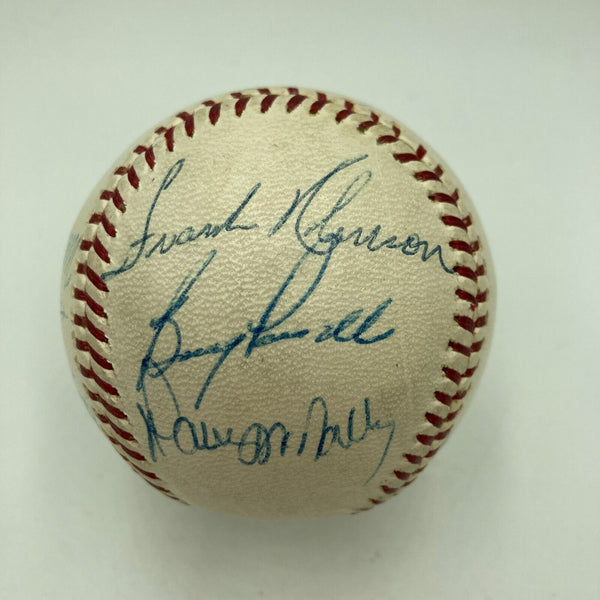 Frank Robinson
Boog Powell
Dave McNally